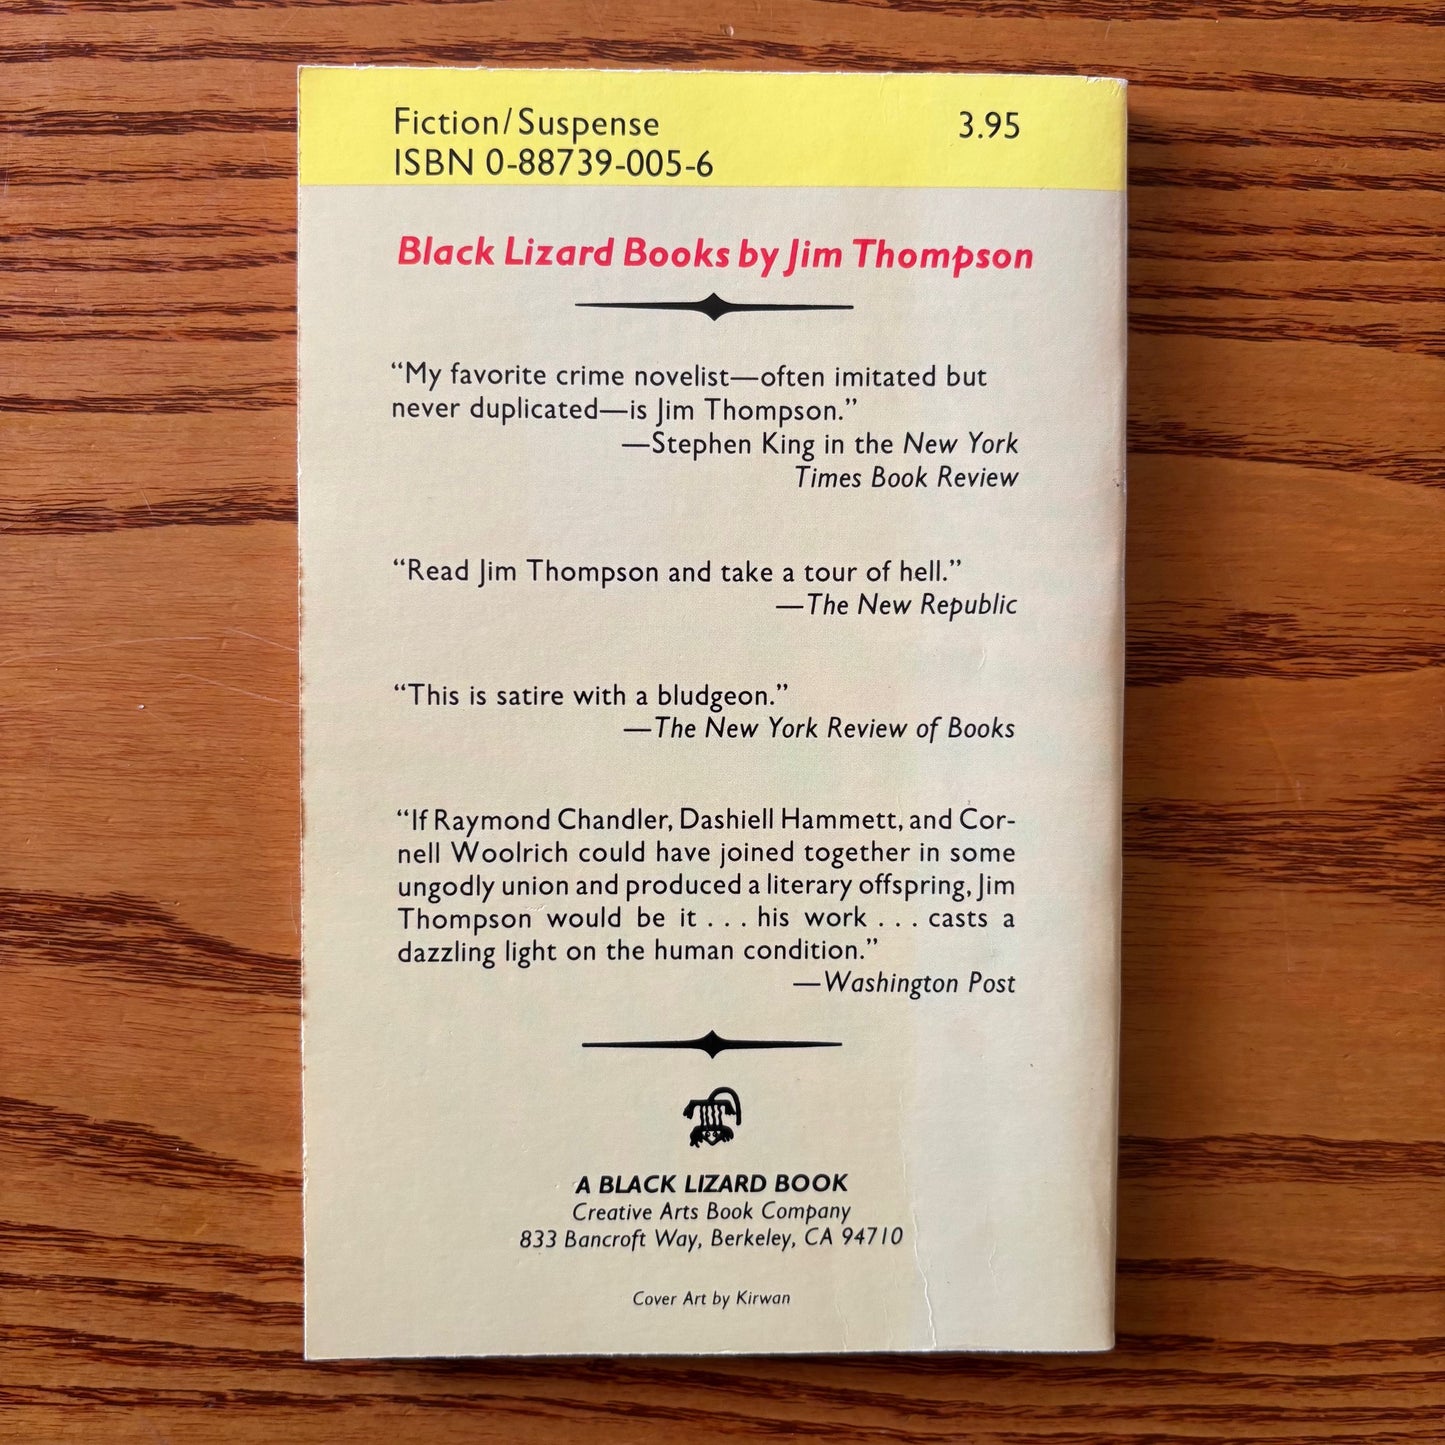 Fiction/Suspense
3.95
ISBN 0-88739-005-6
Black Lizard Books by Jim Thompson
“My favorite crime novelist—often imitated but
never duplicated—is Jim Thompson.”
—Stephen King in the New York
Times Book Review
“Read Jim Thompson and take a tour of hell.”
—The New Republic
“This is satire with a bludgeon.”
—The New York Review of Books
“If Raymond Chandler, Dashiell Hammett, and Cor-
nell Woolrich could have joined together in some
ungodly union and produced a literary offspring, Jim
Thompson would be it . . . his work . . . casts a
dazzling light on the human condition.”
—Washington Post
A BLACK LIZARD BOOK
Creative Arts Book Company
833 Bancroft Way, Berkeley, CA 94710
Cover Art by Kirwan